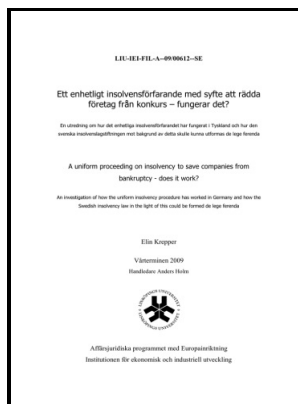 LIU-IEI-FIL-A--09/00612--SE
Ett enhetligt insolvensförfarande med syfte att rädda
företag från konkurs – fungerar det?
En utredning om hur det enhetliga insolvensförfarandet har fungerat i Tyskland och hur den
svenska insolvenslagstiftningen mot bakgrund av detta skulle kunna utformas de lege ferenda
A uniform proceeding on insolvency to save companies from
bankruptcy - does it work?
An investigation of how the uniform insolvency procedure has worked in Germany and how the
Swedish insolvency law in the light of this could be formed de lege ferenda
Elin Krepper
Vårterminen 2009
Handledare Anders Holm
Affärsjuridiska programmet med Europainriktning
Institutionen för ekonomisk och industriell utveckling